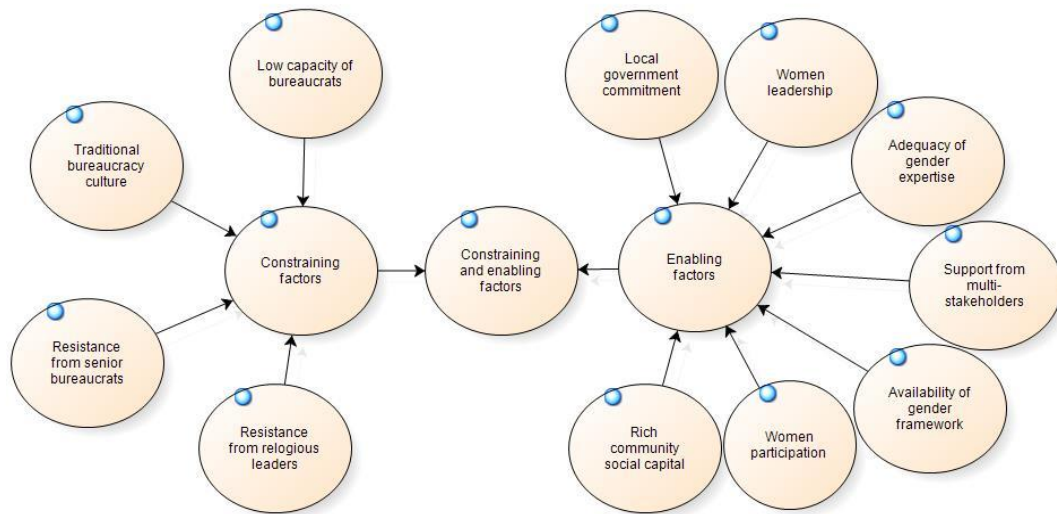 Low capacity of
bureaucrats
Local
government
commitment
Women
leadership
Traditional
bureaucracy
culture
Adequacy of
gender
expertise
Constraining
factors
Constraining
and enabling
factors
Enabling
factors
Support from
multi-
stakeholders
Resistance
from senior
bureaucrats
Availability of
gender
framework
Resistance
from relogious
leaders
Rich
community
social capital
Women
participation